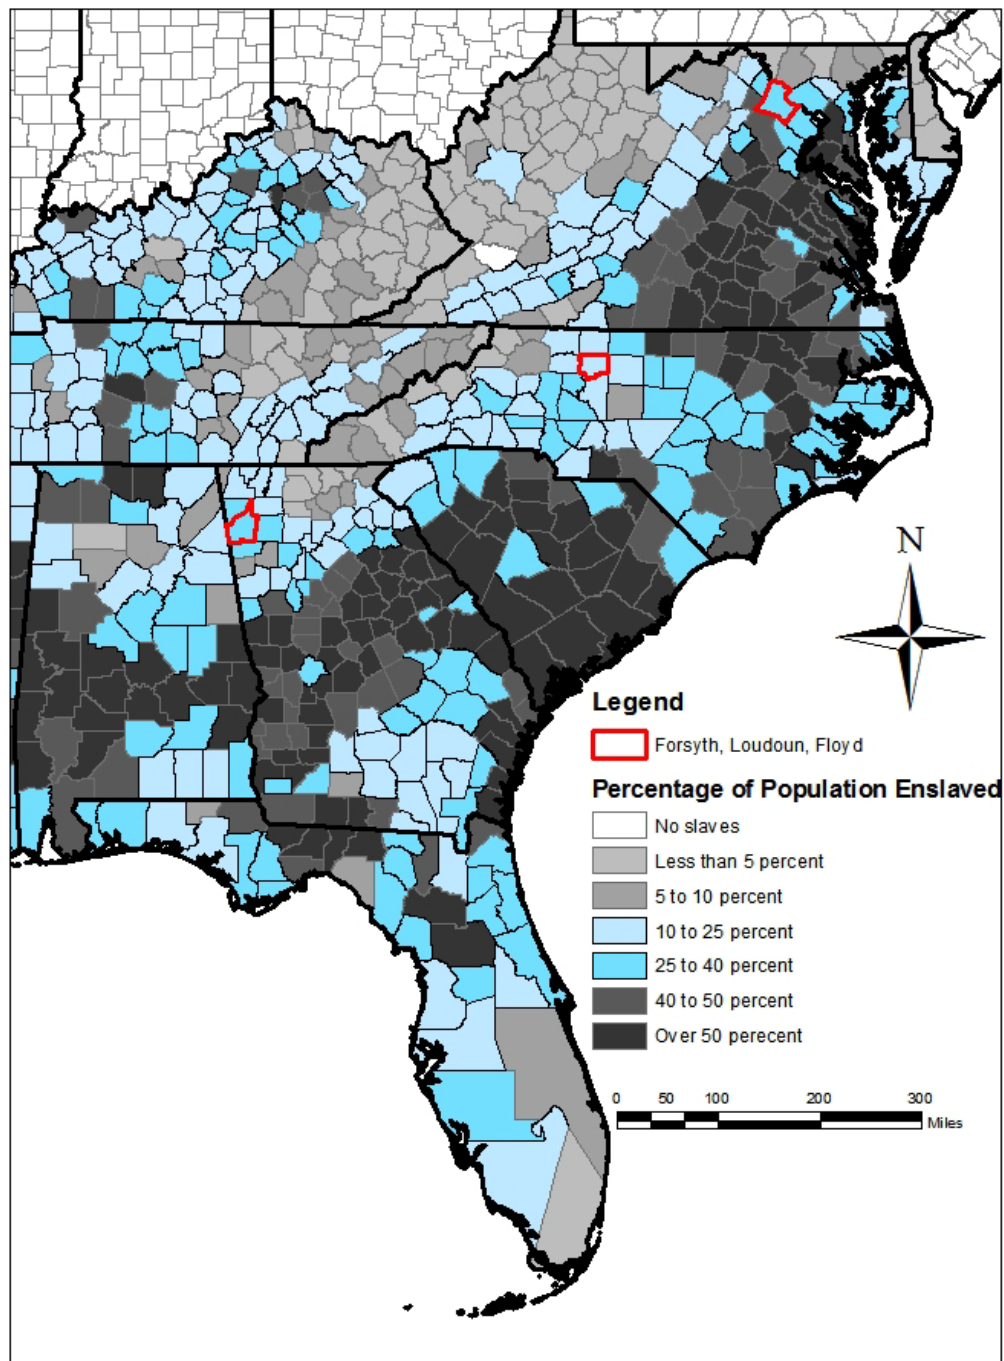 N
Legend
Forsyth, Loudoun, Floyd
Percentage of Population Enslaved
No slaves
Less than 5 percent
5 to 10 percent
10 to 25 percent
25 to 40 percent
40 to 50 percent
Over 50 perecent
0 50 100 200 300
Miles